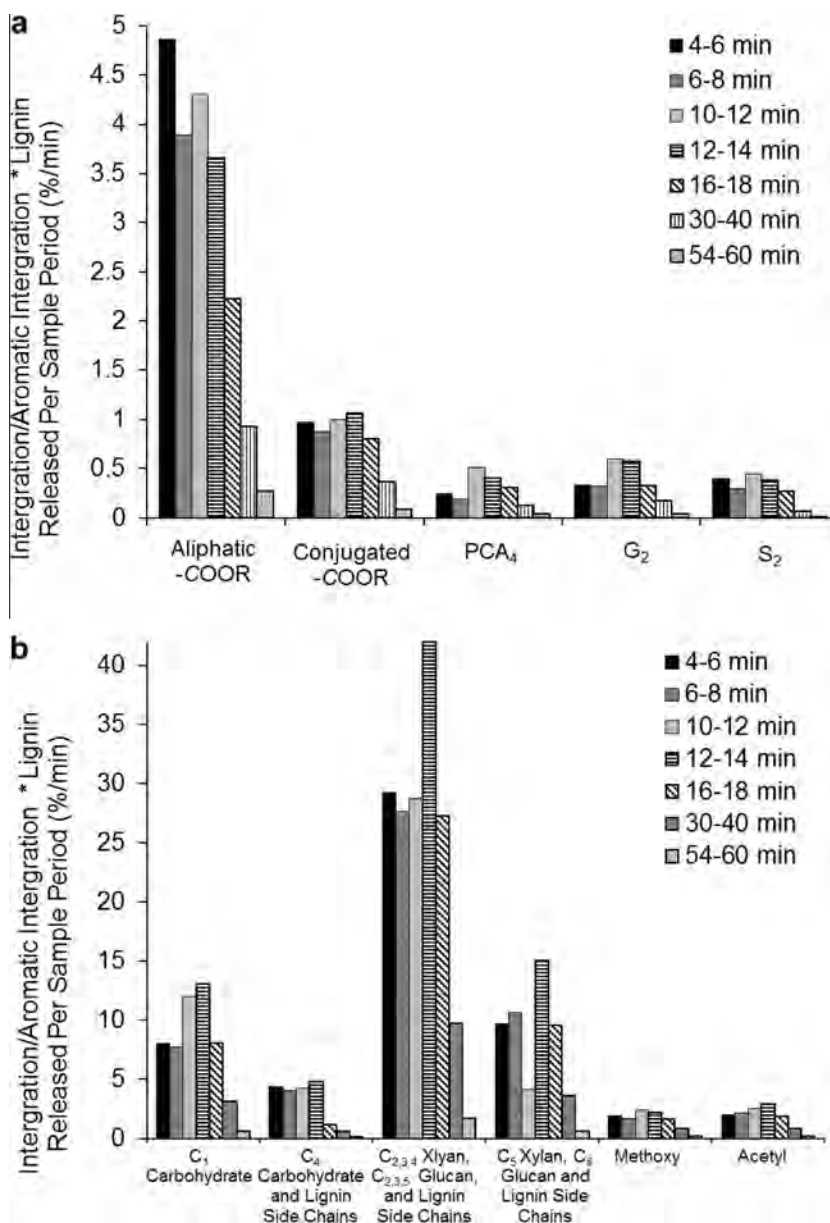 a
Intergration/Aromatic Intergration * Lignin
Released Per Sample Period (%/min)
5
4.5
4
3.5
3
2.5
2
1.5
1
0.5
0
4-6 min
6-8 min
10-12 min
12-14 min
16-18 min
30-40 min
54-60 min
Aliphatic
-COOR
Conjugated
-COOR
PCA4
G2
S2
b
Intergration/Aromatic Intergration * Lignin
Released Per Sample Period (%/min)
40
35
30
25
20
15
10
5
0
4-6 min
6-8 min
10-12 min
12-14 min
16-18 min
30-40 min
54-60 min
C1
Carbohydrate
C4
Carbohydrate
and Lignin
Side Chains
C2,3,4 Xlyan,
C2,3,5 Glucan,
and Lignin
Side Chains
C5 Xylan, C6
Glucan and
Lignin Side
Chains
Methoxy
Acetyl